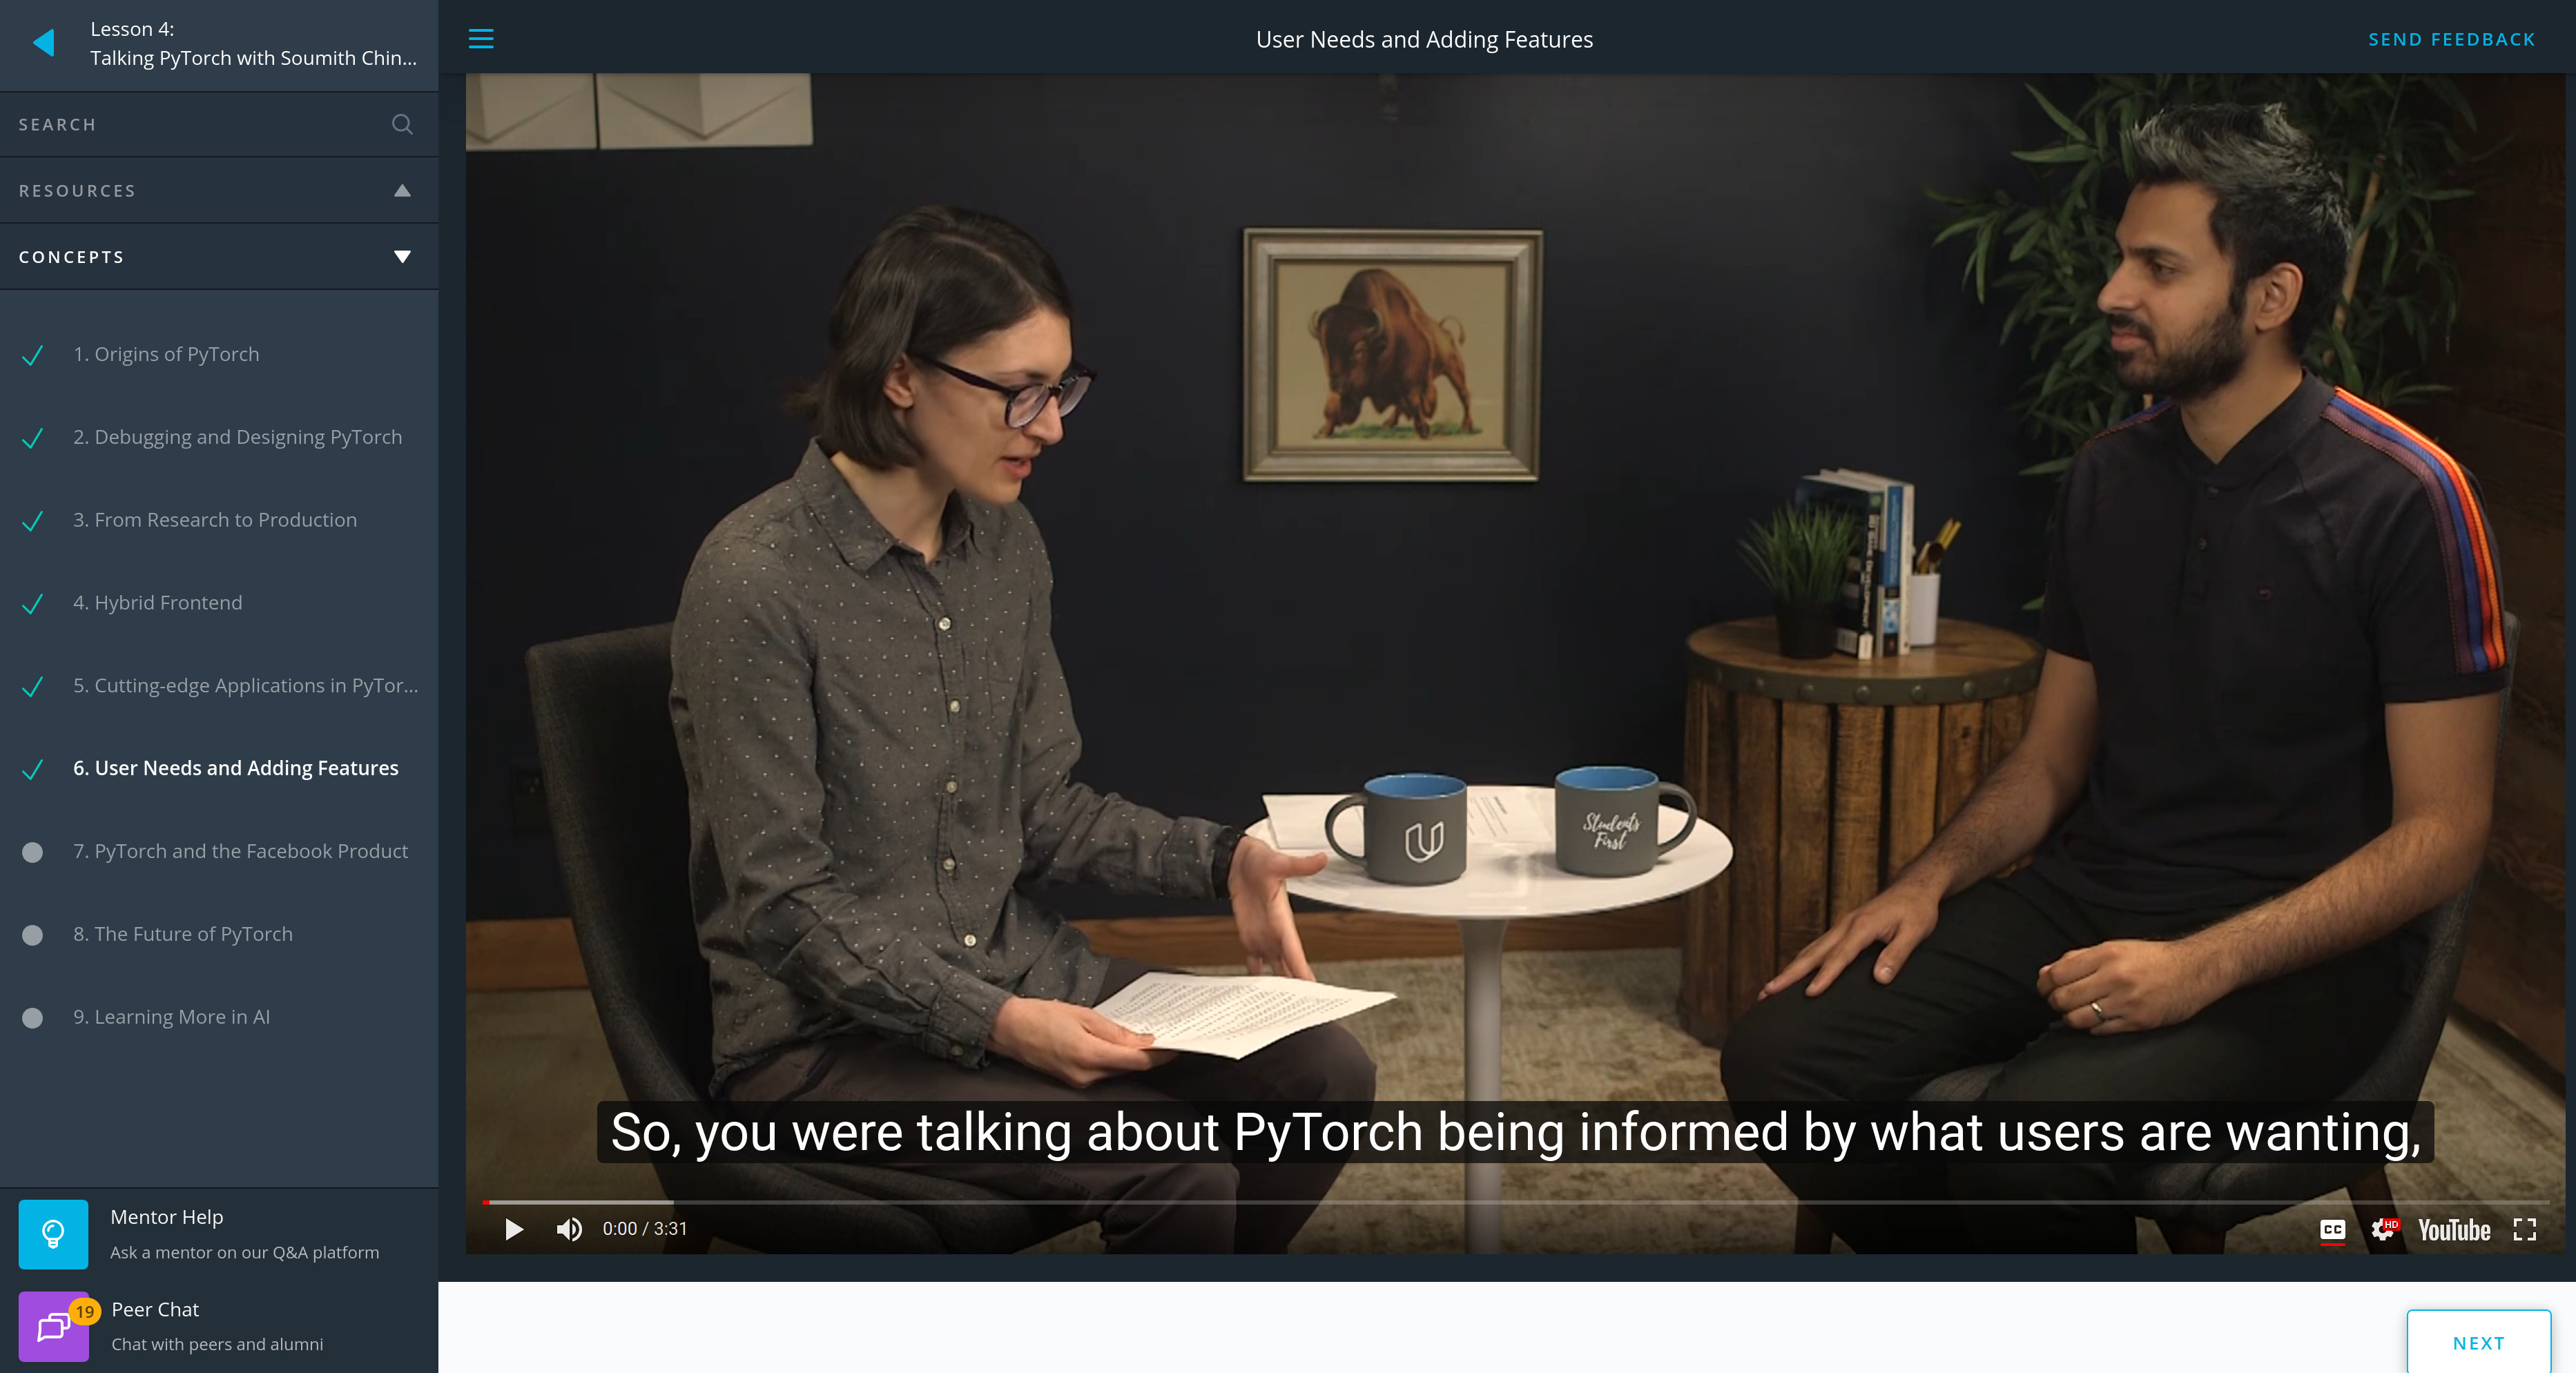 Lesson 4:
Talking PyTorch with Soumith Chin...
SEARCH
RESOURCES
CONCEPTS
1. Origins of PyTorch
2. Debugging and Designing PyTorch
3. From Research to Production
4. Hybrid Frontend
5. Cutting-edge Applications in PyTor...
6. User Needs and Adding Features
7. PyTorch and the Facebook Product
8. The Future of PyTorch
9. Learning More in AI
Mentor Help
Ask a mentor on our Q&A platform
19
Peer Chat
Chat with peers and alumni
User Needs and Adding Features
SEND FEEDBACK
Students
First
So, you were talking about PyTorch being informed by what users are wanting,
0:00 / 3:31
CC
HD
YouTube
NEXT